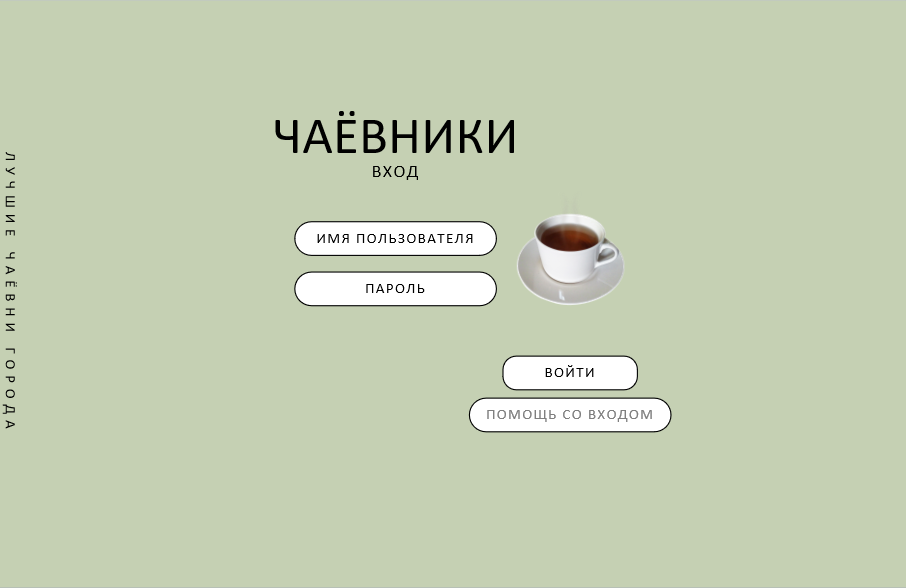 ЧАЁВНИКИ
ВХОД
ИМЯ ПОЛЬЗОВАТЕЛЯ
ПАРОЛЬ
ВОЙТИ
ПОМОЩЬ СО ВХОДОМ
ЛУЧШИЕ ЧАЁВНИ ГОРОДА